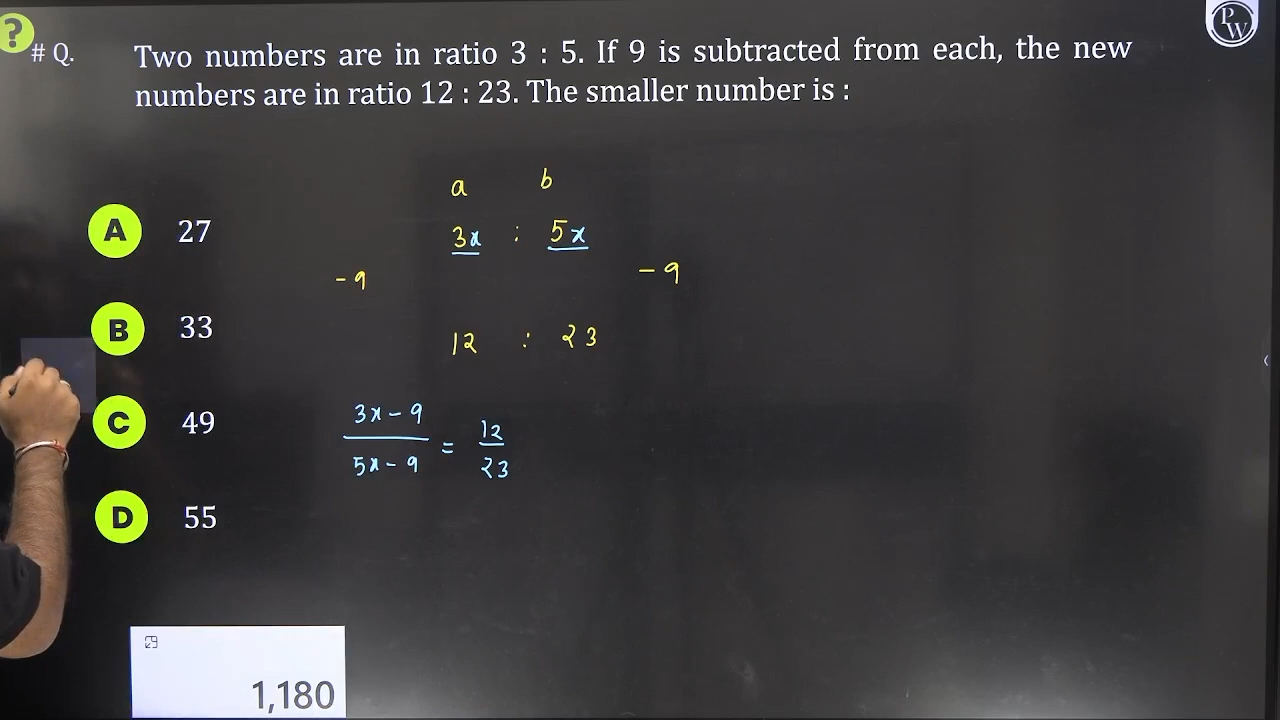 ?
# Q. Two numbers are in ratio 3 : 5. If 9 is subtracted from each, the new
numbers are in ratio 12 : 23. The smaller number is :
PW
A 27
B 33
C 49
D 55
a b
3x : 5x
- 9 - 9
12 : 23
3x - 9
5x - 9
=
12
23
1,180